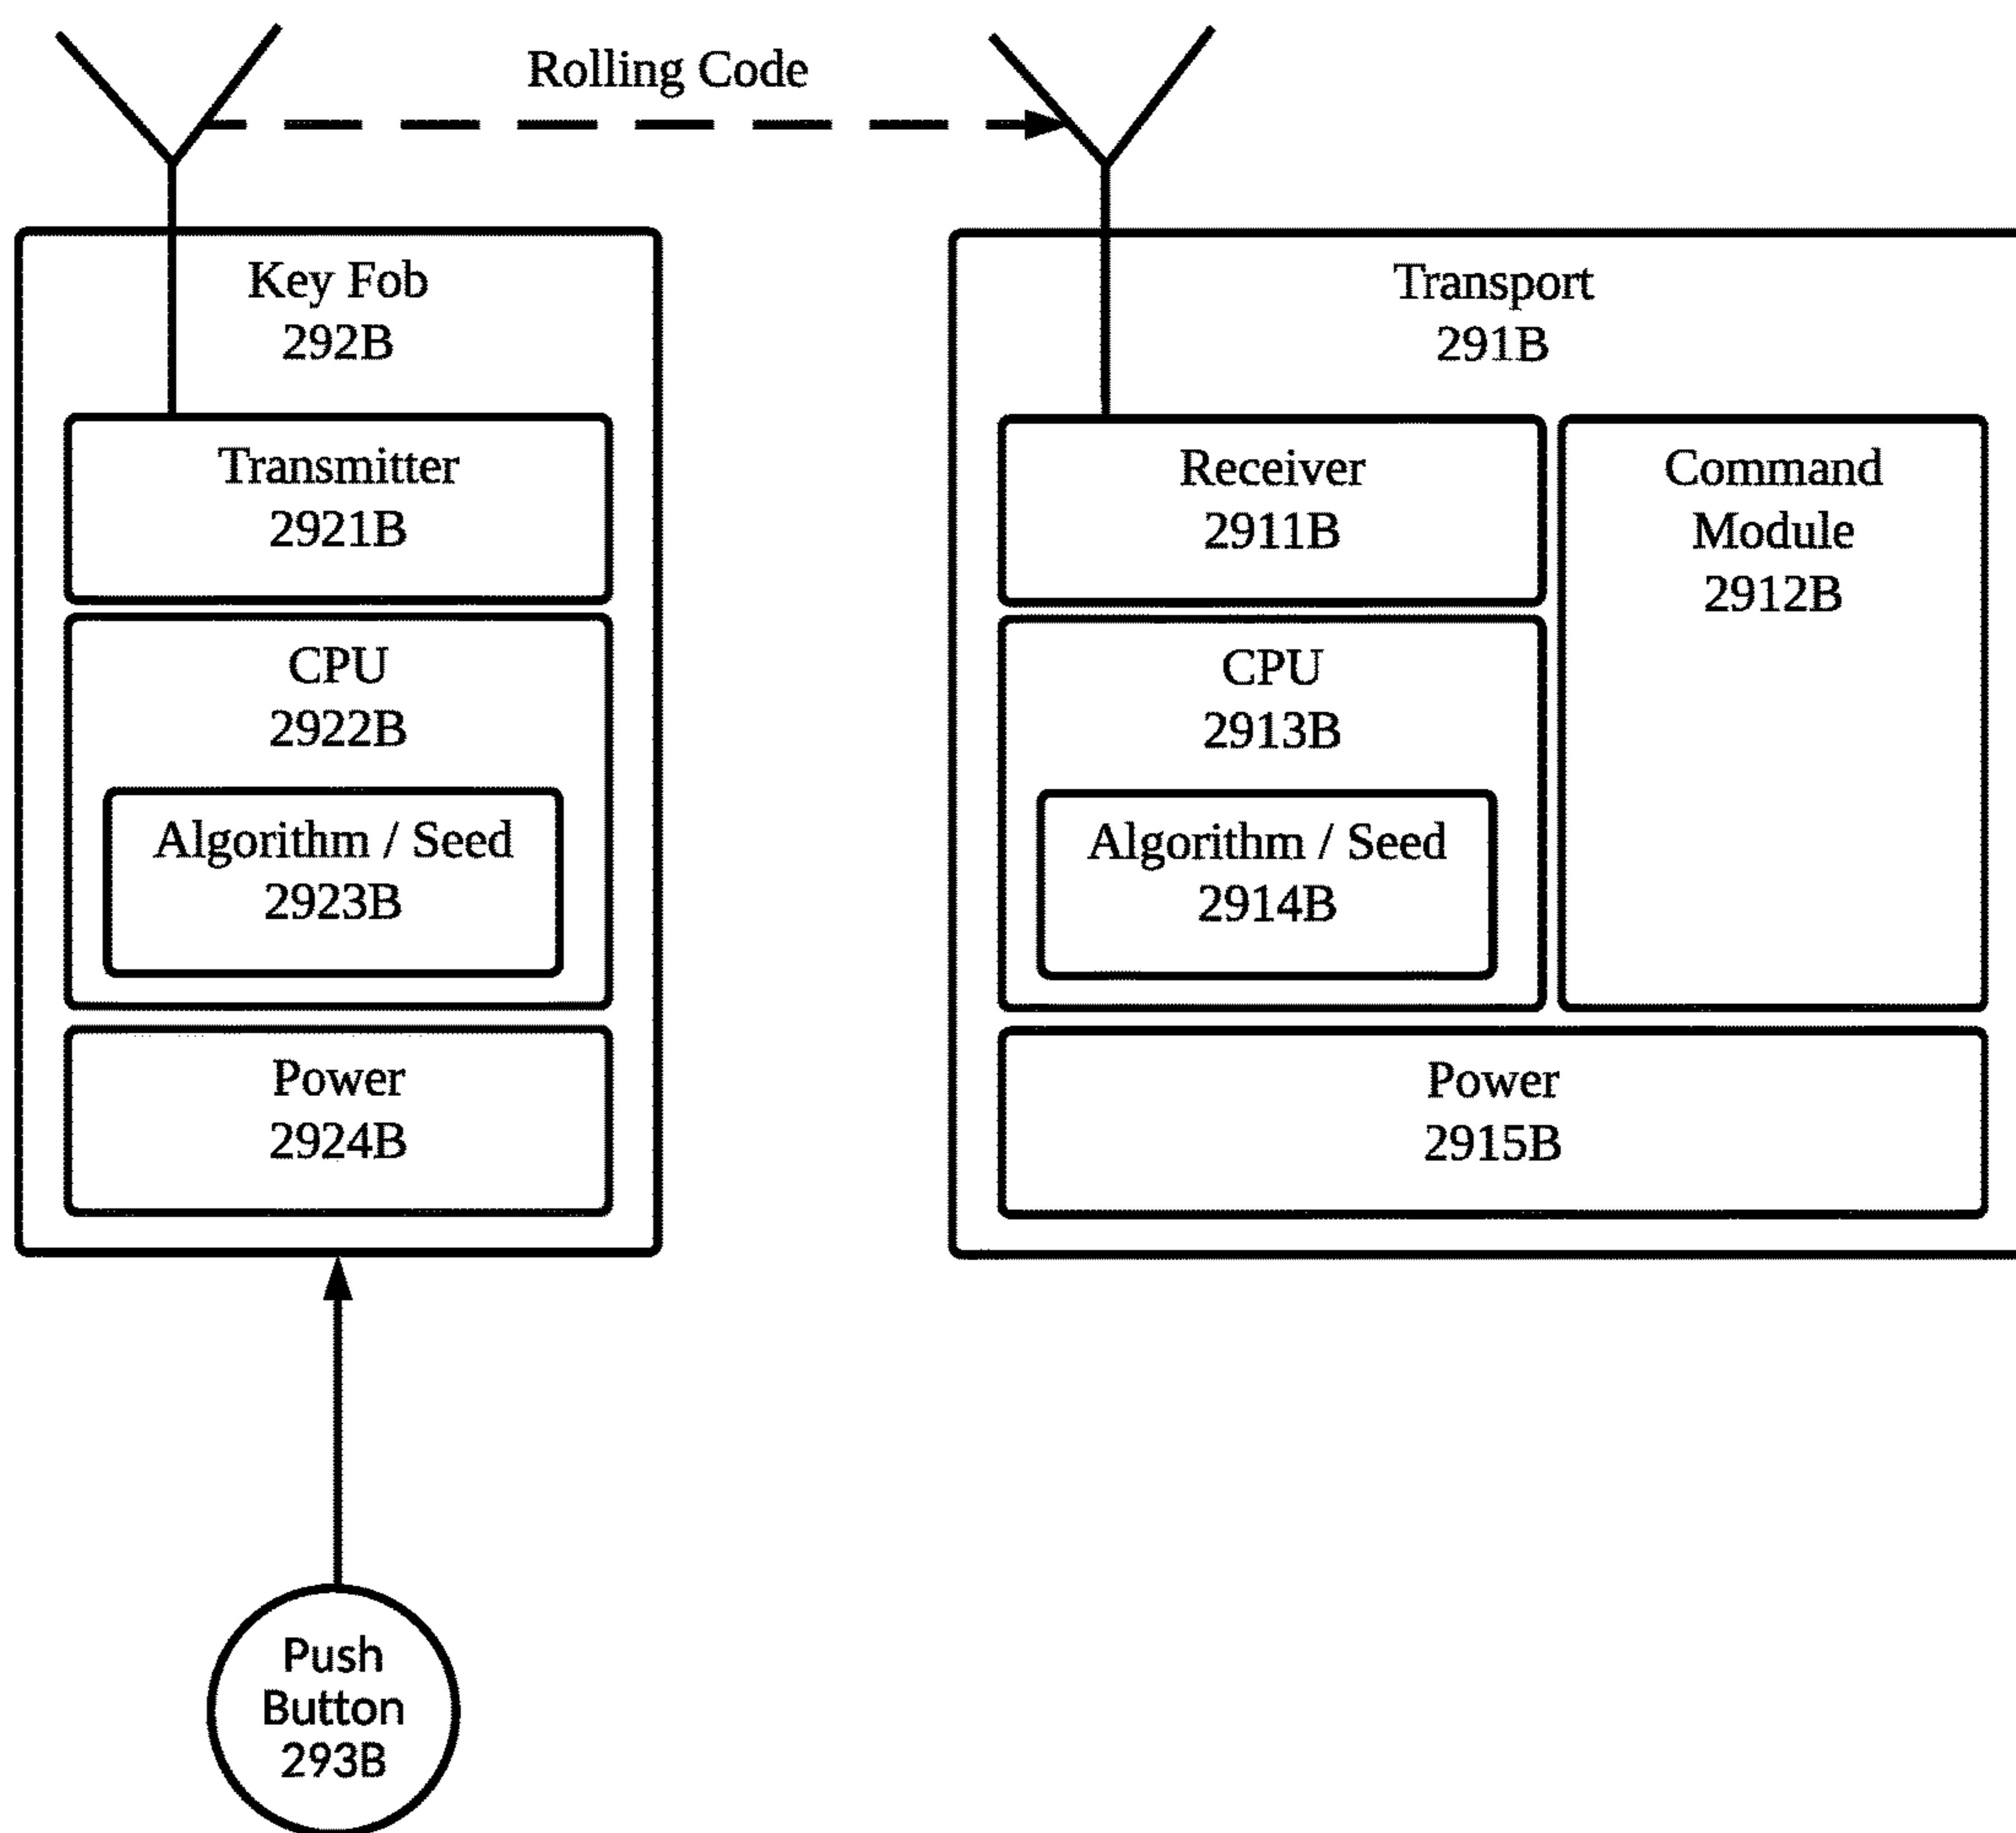 Rolling Code
Key Fob
292B
Transmitter
2921B
CPU
2922B
Algorithm / Seed
2923B
Power
2924B
Transport
291B
Receiver
2911B
Command
Module
2912B
CPU
2913B
Algorithm / Seed
2914B
Power
2915B
Push
Button
293B